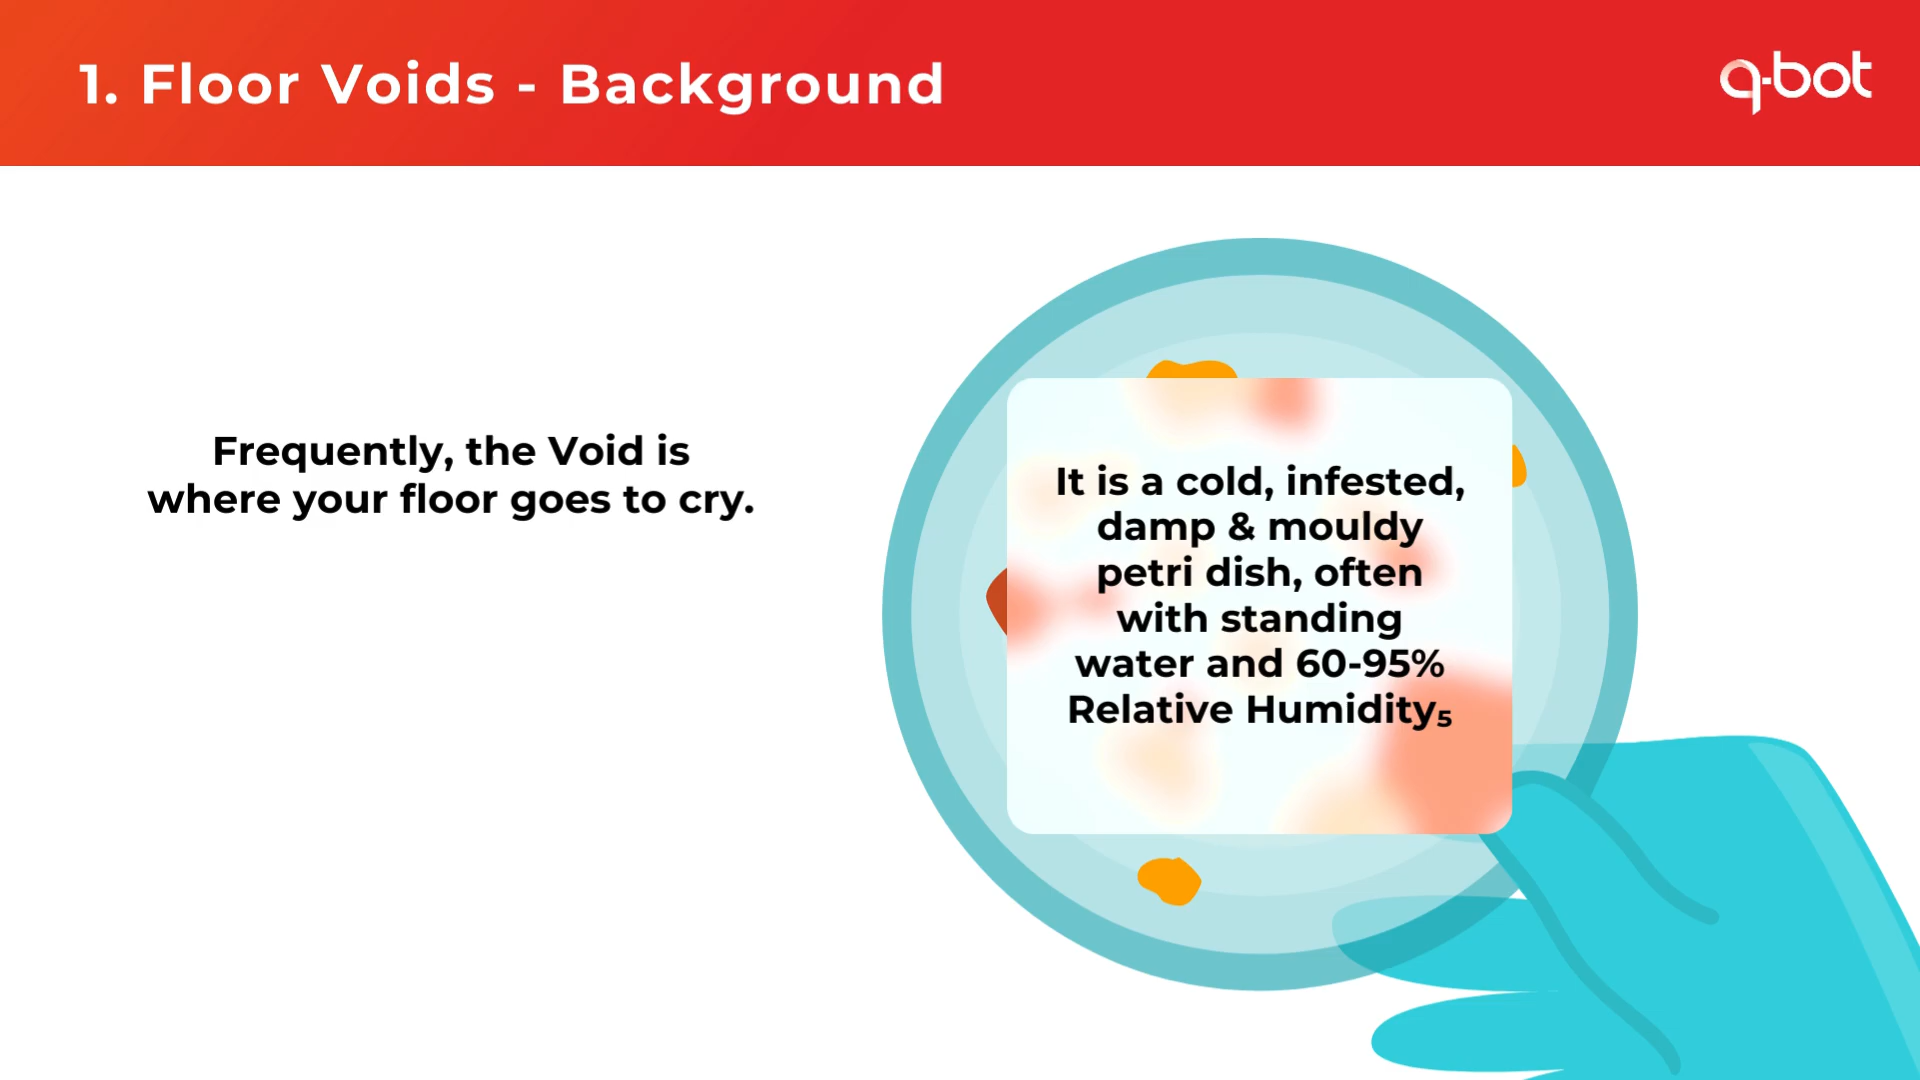 1. Floor Voids - Background
q-bot
Frequently, the Void is
where your floor goes to cry.
It is a cold, infested,
damp & mouldy
petri dish, often
with standing
water and 60-95%
Relative Humidity₅